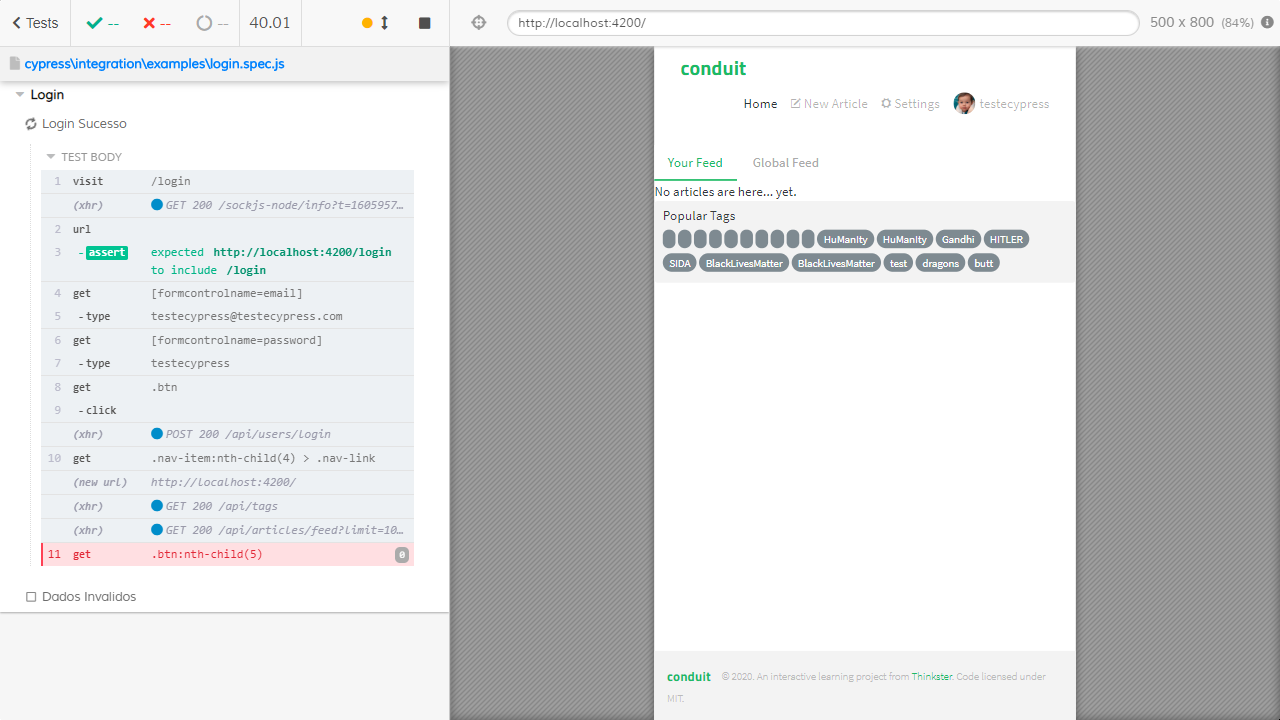 Tests -- -- -- 40.01
http://localhost:4200/ 500 x 800 (84%)
cypress\integration\examples\login.spec.js
Login
Login Sucesso
TEST BODY
1 visit /login
(xhr) GET 200 /sockjs-node/info?t=1605957…
2 url
3 - assert expected http://localhost:4200/login
to include /login
4 get [formcontrolname=email]
5 - type testecypress@testecypress.com
6 get [formcontrolname=password]
7 - type testecypress
8 get .btn
9 - click
(xhr) POST 200 /api/users/login
10 get .nav-item:nth-child(4) > .nav-link
(new url) http://localhost:4200/
(xhr) GET 200 /api/tags
(xhr) GET 200 /api/articles/feed?limit=10…
11 get .btn:nth-child(5) 0
Dados Invalidos
conduit
Home New Article Settings testecypress
Your Feed Global Feed
No articles are here... yet.
Popular Tags
HuManIty HuManIty Gandhi HITLER
SIDA BlackLivesMatter BlackLivesMatter test dragons butt
conduit © 2020. An interactive learning project from Thinkster. Code licensed under
MIT.